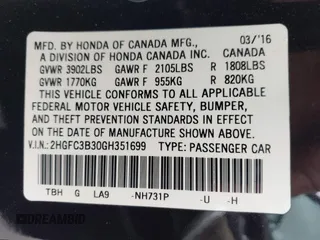 MFD. BY HONDA OF CANADA MFG., 03/'16
A DIVISION OF HONDA CANADA INC. CANADA
GVWR 3902LBS GAWR F 2105LBS R 1808LBS
GVWR 1770KG GAWR F 955KG R 820KG
THIS VEHICLE CONFORMS TO ALL APPLICABLE
FEDERAL MOTOR VEHICLE SAFETY, BUMPER,
AND THEFT PREVENTION STANDARDS IN EFFECT
ON THE DATE OF MANUFACTURE SHOWN ABOVE.
V.I.N.: 2HGFC3B30GH351699 TYPE: PASSENGER CAR
TBH G LA9 -NH731P -U -H
© DREAMBID